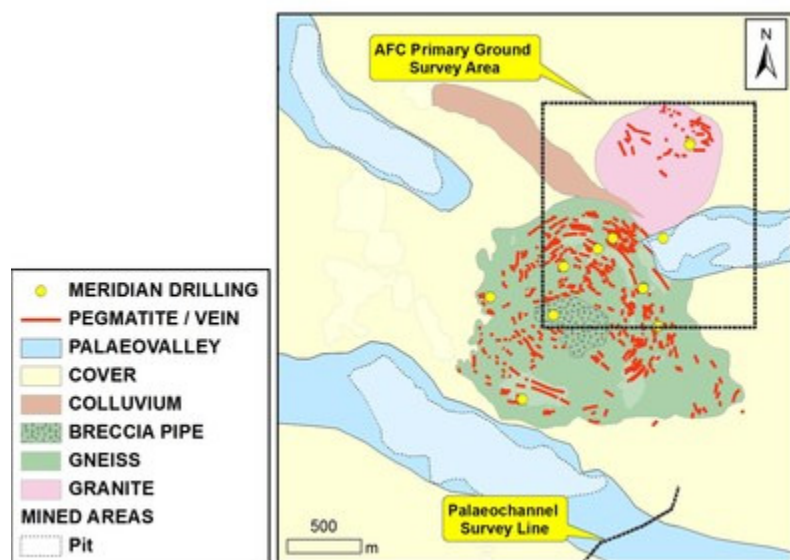 AFC Primary Ground
Survey Area
N
MERIDIAN DRILLING
PEGMATITE / VEIN
PALAEOVALLEY
COVER
COLLUVIUM
BRECCIA PIPE
GNEISS
GRANITE
MINED AREAS
Pit
500
m
Palaeochannel
Survey Line